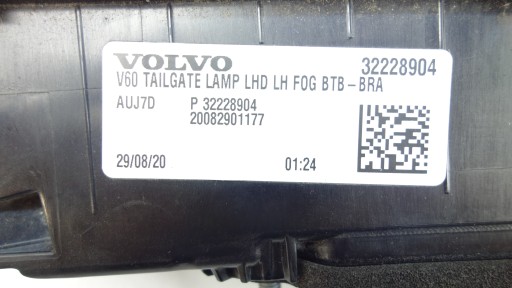 VOLVO 32228904
V60 TAILGATE LAMP LHD LH FOG BTB-BRA
AUJ7D P 32228904
20082901177
29/08/20 01:24